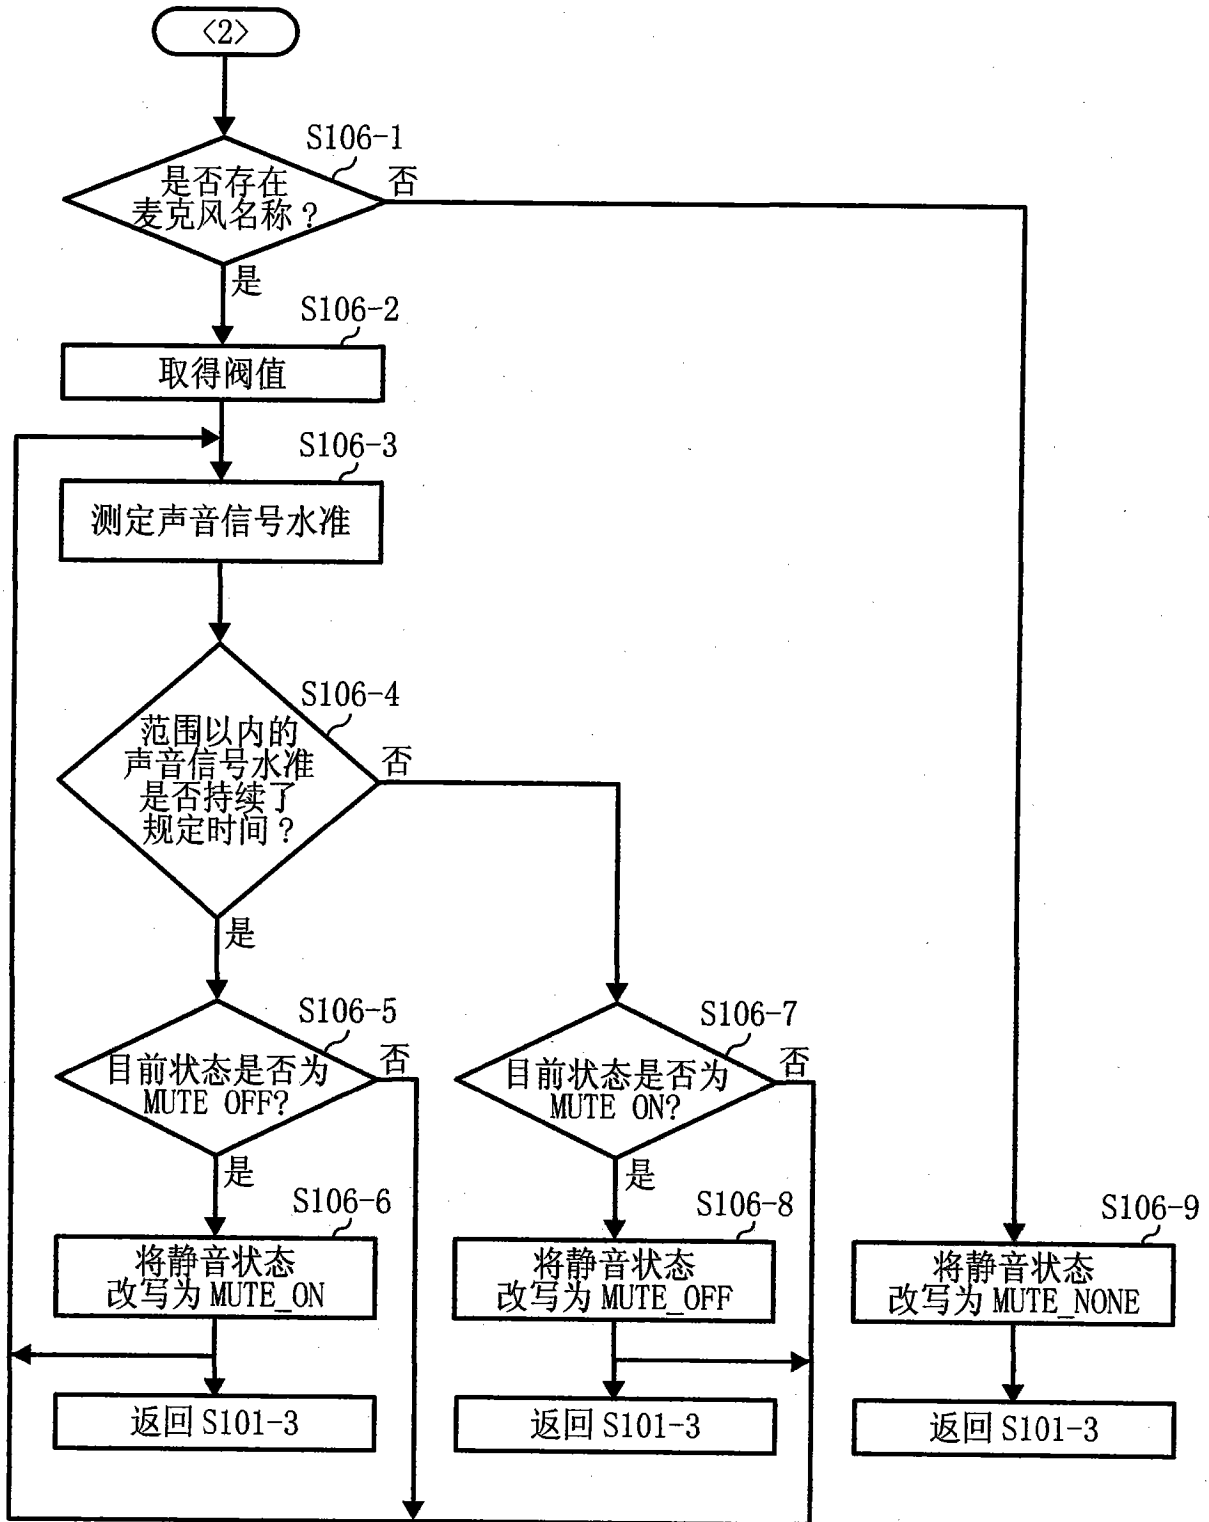 <2>
S106-1
是否存在
麦克风名称?
否
是
S106-2
取得阀值
S106-3
测定声音信号水准
S106-4
范围以内的
声音信号水准
是否持续了
规定时间?
否
是
S106-5
目前状态是否为
MUTE OFF?
否
是
S106-7
目前状态是否为
MUTE ON?
否
是
S106-6
将静音状态
改写为 MUTE_ON
S106-8
将静音状态
改写为 MUTE_OFF
S106-9
将静音状态
改写为 MUTE_NONE
返回 S101-3
返回 S101-3
返回 S101-3